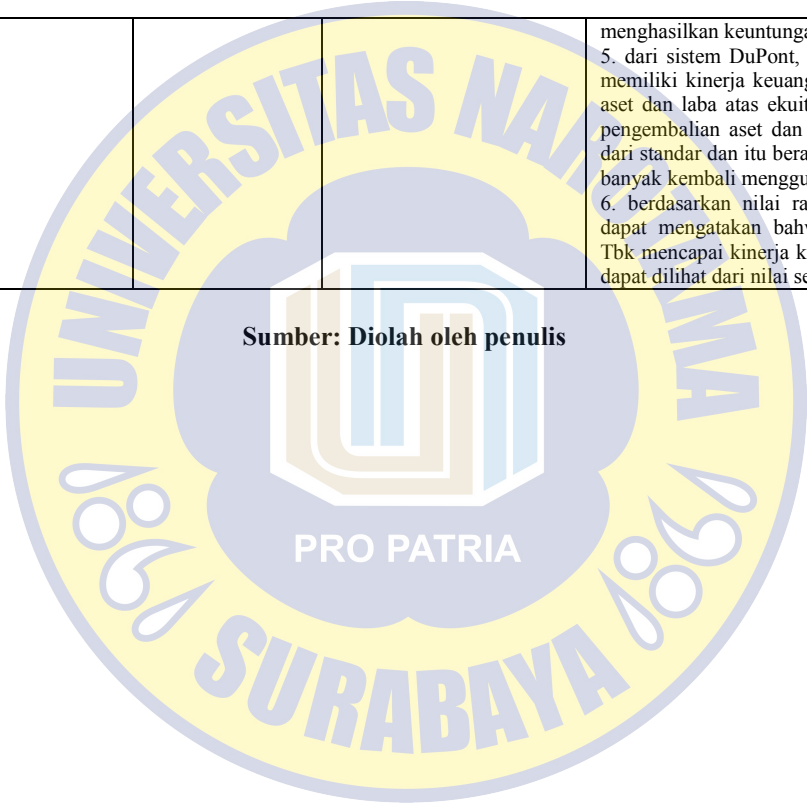 menghasilkan keuntunga
5. dari sistem DuPont,
memiliki kinerja keuang
aset dan laba atas ekuit
pengembalian aset dan
dari standar dan itu bera
banyak kembali menggu
6. berdasarkan nilai ra
dapat mengatakan bahw
Tbk mencapai kinerja k
dapat dilihat dari nilai se
Sumber: Diolah oleh penulis
UNIVERSITAS NAROTAMA
PRO PATRIA
SURABAYA